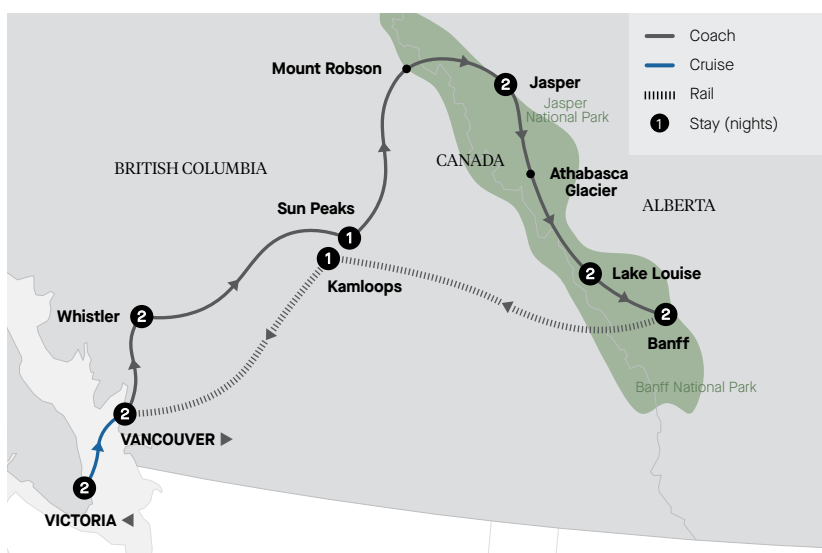 Coach
Cruise
Rail
1 Stay (nights)
Mount Robson
2 Jasper
Jasper
National Park
BRITISH COLUMBIA
CANADA
Athabasca
Glacier
ALBERTA
Sun Peaks
1
1
Kamloops
2 Lake Louise
Whistler 2
2
Banff
Banff National Park
2
VANCOUVER
2
VICTORIA